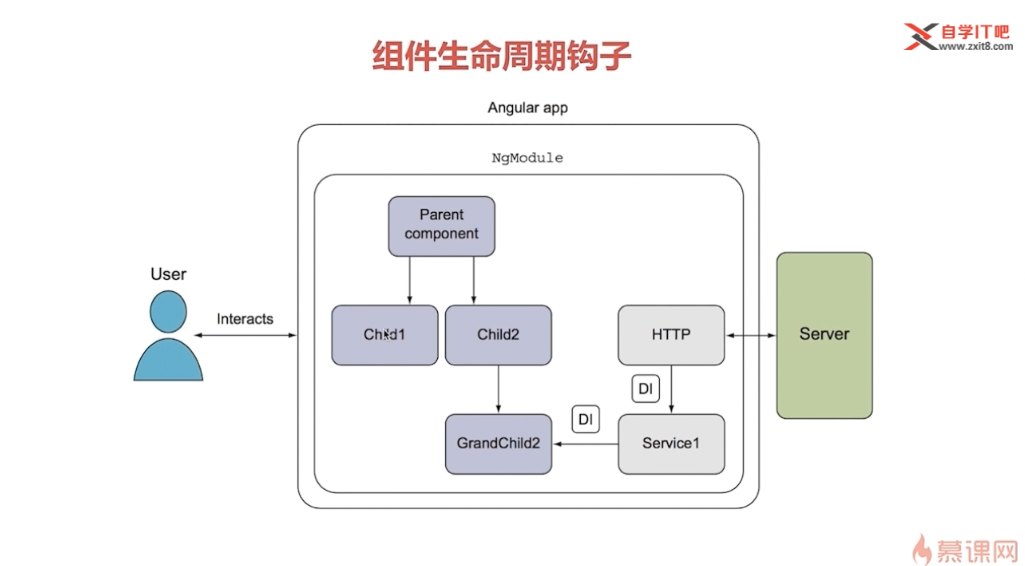 组件生命周期钩子
自学IT吧
www.zxit8.com
Angular app
NgModule
Parent
component
User
Interacts
Child1
Child2
HTTP
Server
DI
DI
GrandChild2
Service1
慕课网